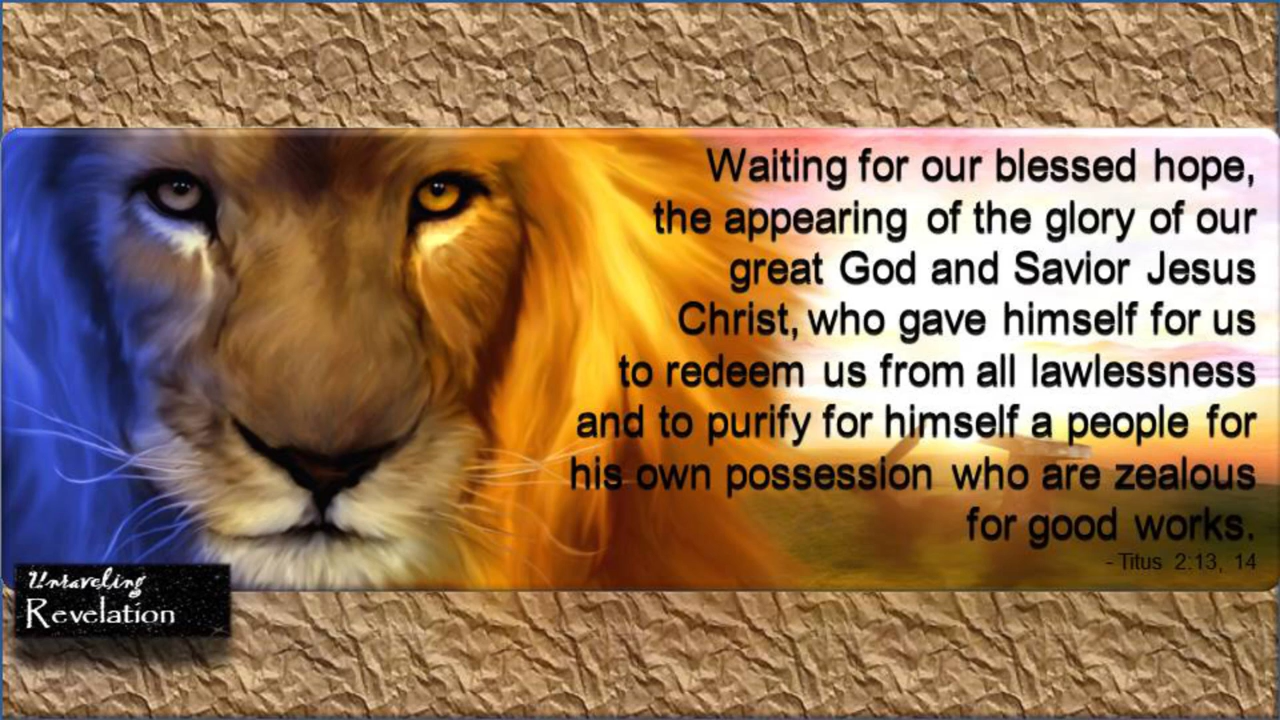 Waiting for our blessed hope,
the appearing of the glory of our
great God and Savior Jesus
Christ, who gave himself for us
to redeem us from all lawlessness
and to purify for himself a people for
his own possession who are zealous
for good works.
- Titus 2:13, 14
Unraveling
Revelation